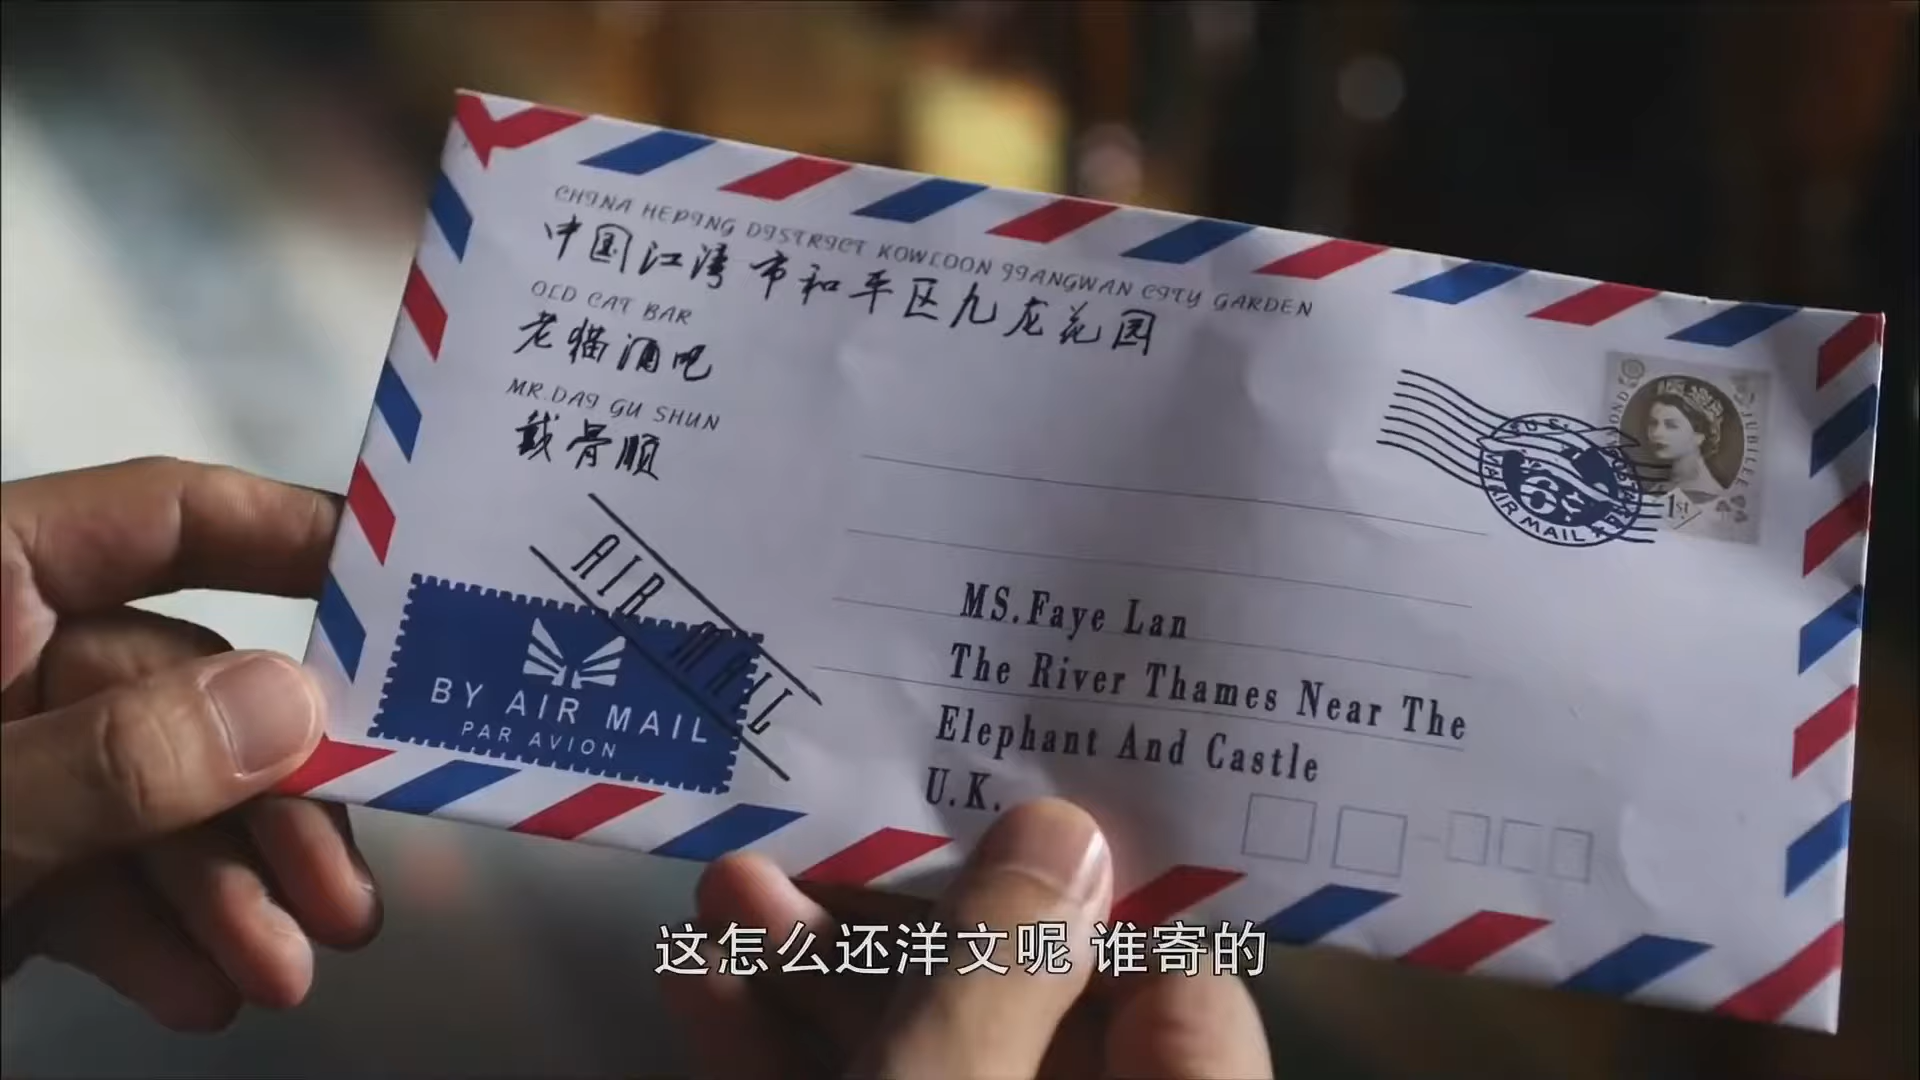 CHINA HEPING DISTRICT KOWLOON JIANGWAN CITY GARDEN
中国江湾市和平区九龙花园
OLD CAT BAR
老猫酒吧
MR.DAI GU SHUN
戴骨顺
AIR MAIL
BY AIR MAIL
PAR AVION
JUBILEE
1st
AIR MAIL
MS.Faye Lan
The River Thames Near The
Elephant And Castle
U.K.
这怎么还洋文呢 谁寄的